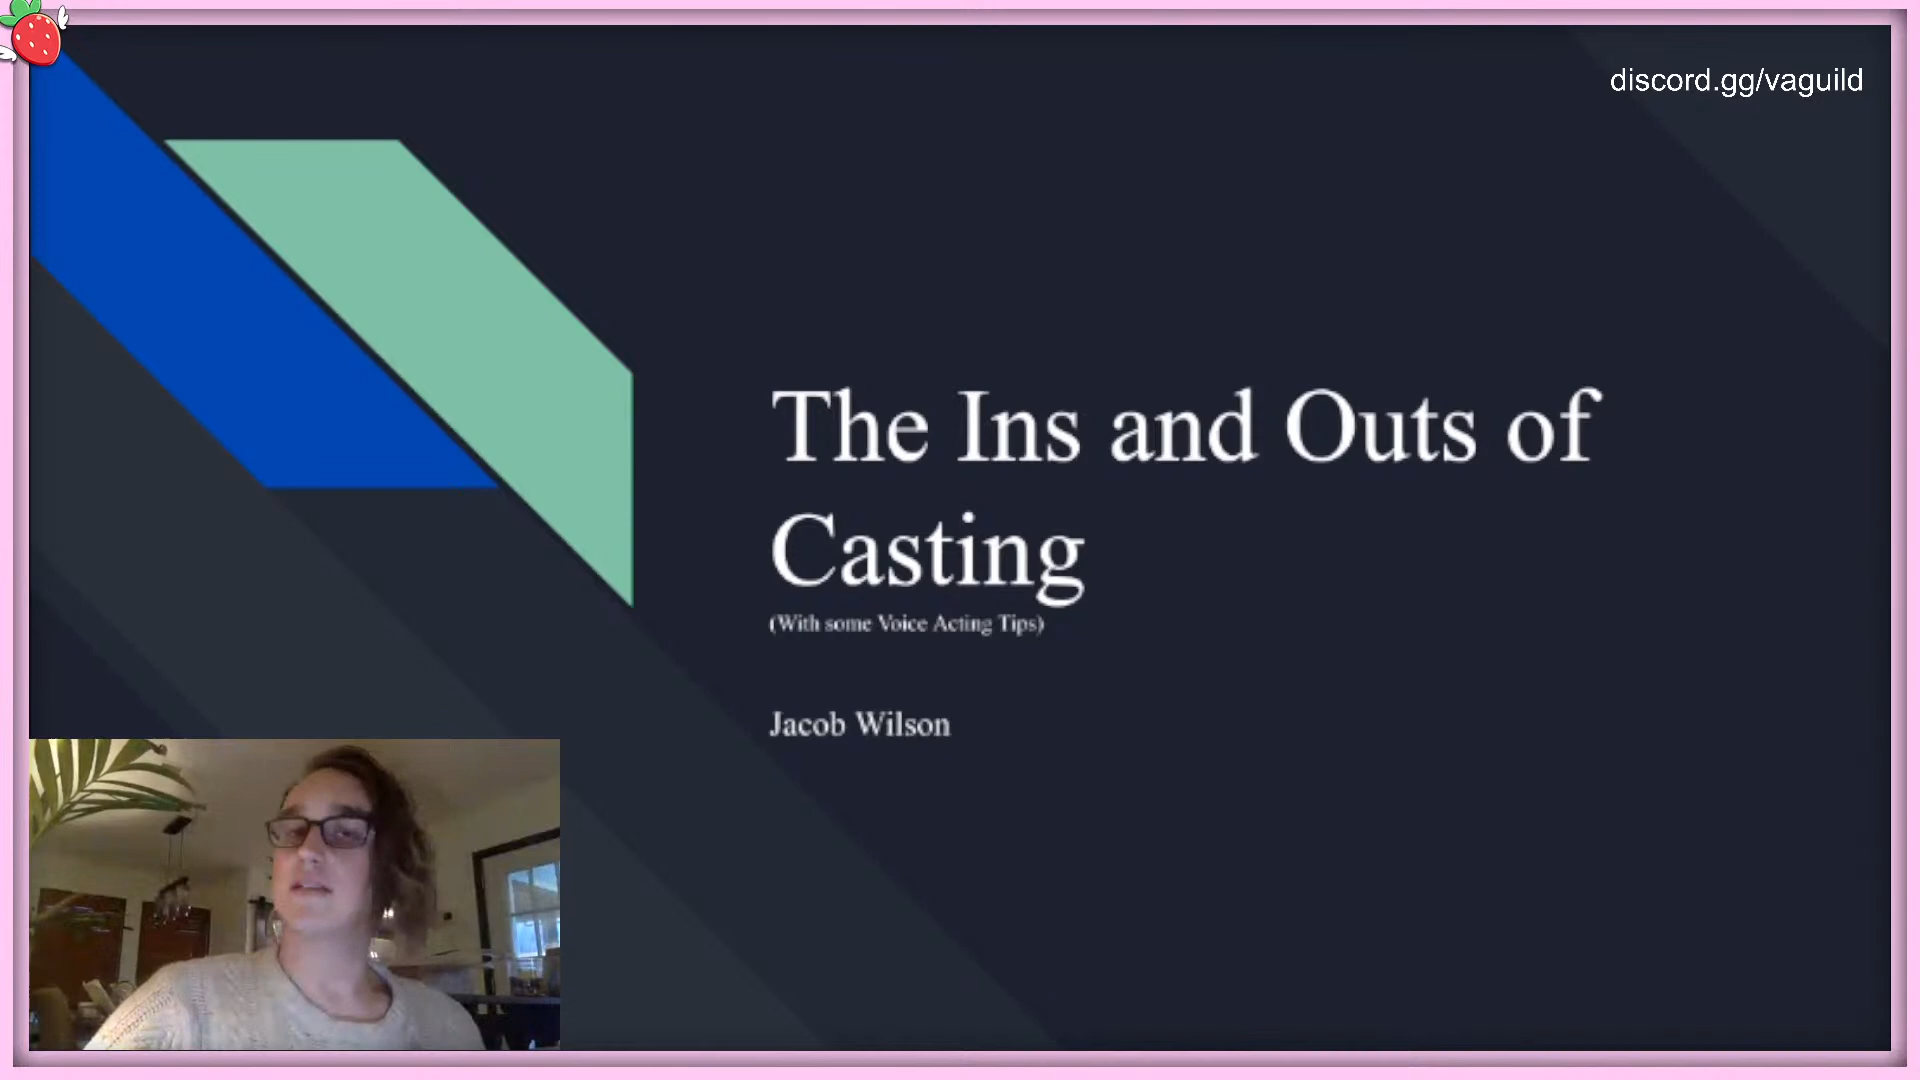 discord.gg/vaguild
The Ins and Outs of
Casting
(With some Voice Acting Tips)
Jacob Wilson